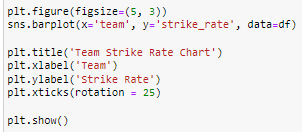 plt.figure(figsize=(5, 3))
sns.barplot(x='team', y='strike_rate', data=df)
plt.title('Team Strike Rate Chart')
plt.xlabel('Team')
plt.ylabel('Strike Rate')
plt.xticks(rotation = 25)
plt.show()